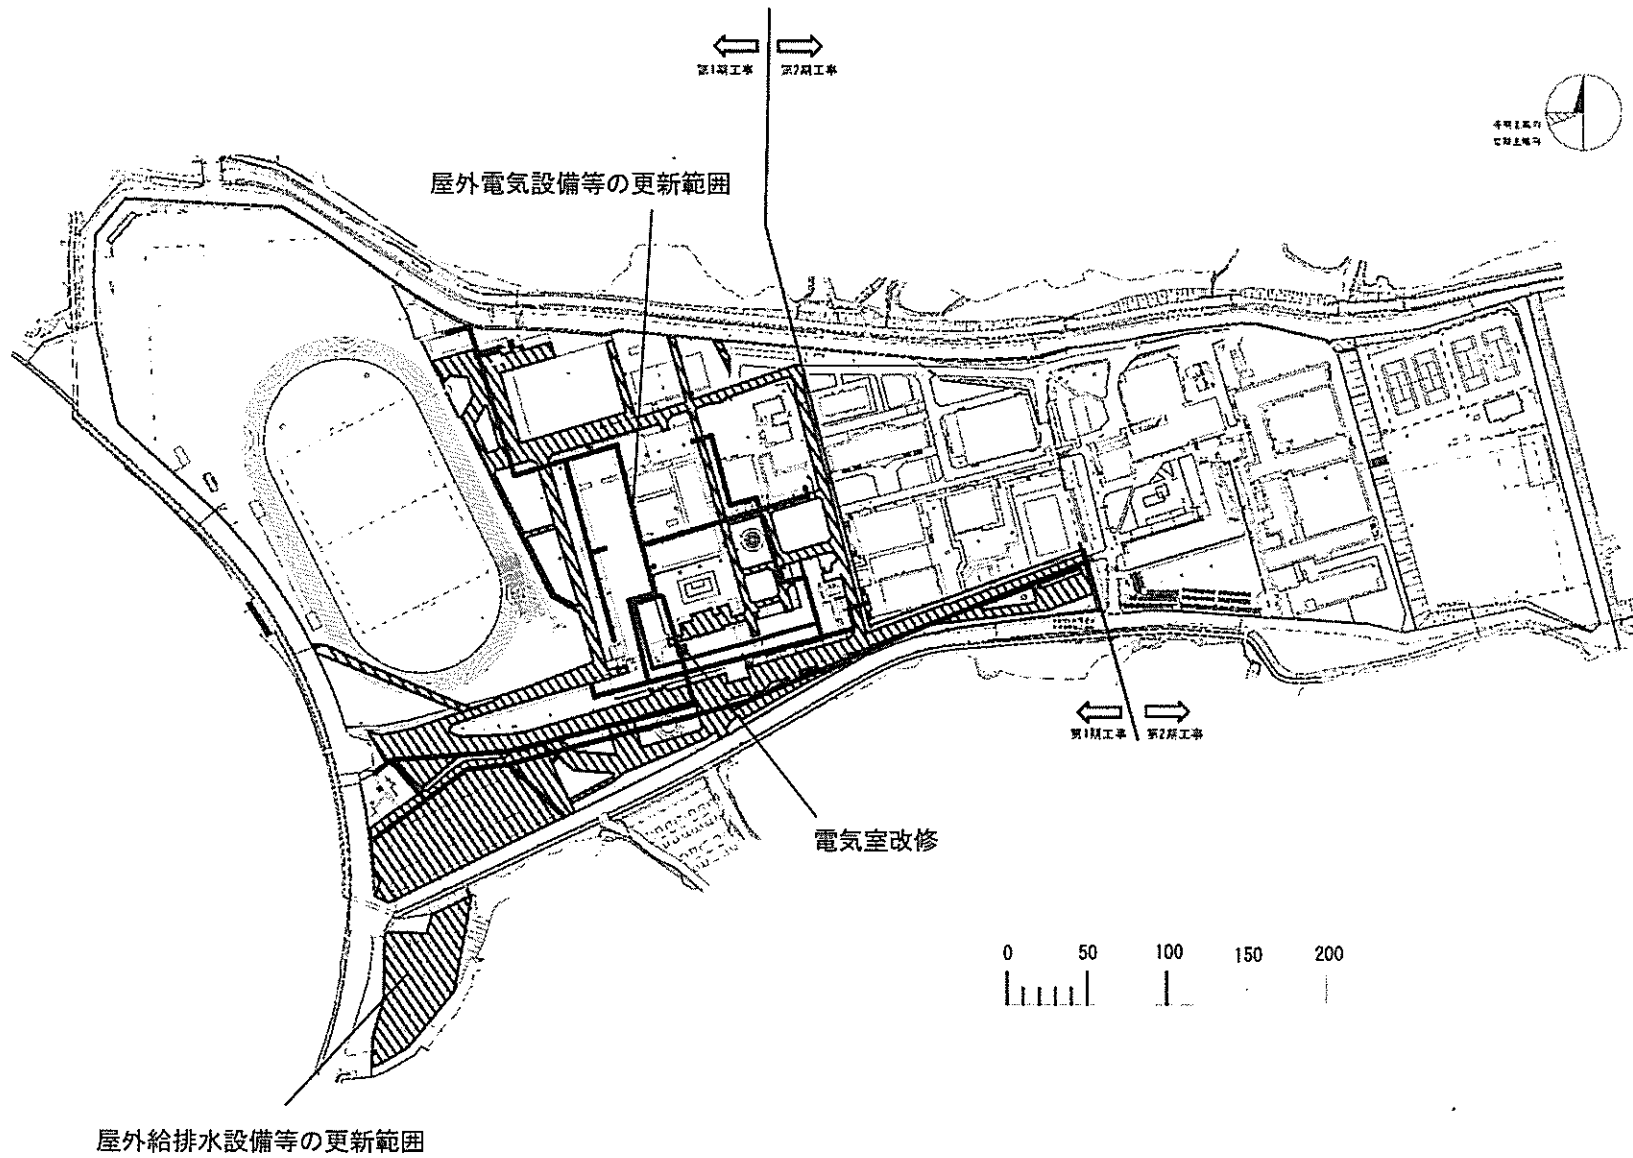 第1期工事 第2期工事
屋外電気設備等の更新範囲
第1期工事 第2期工事
電気室改修
0 50 100 150 200
屋外給排水設備等の更新範囲